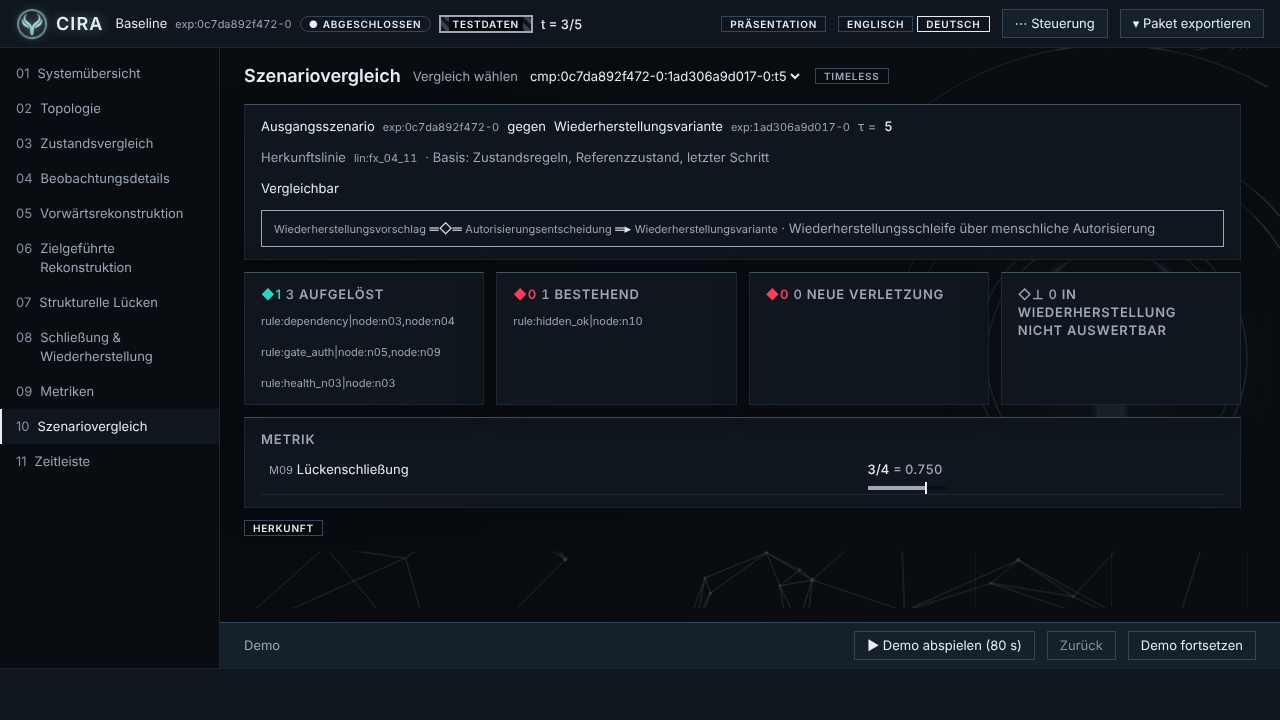 CIRA Baseline exp:0c7da892f472-0 ● ABGESCHLOSSEN TESTDATEN t = 3/5 PRÄSENTATION ENGLISCH DEUTSCH ⋯ Steuerung ▾ Paket exportieren
01 Systemübersicht
02 Topologie
03 Zustandsvergleich
04 Beobachtungsdetails
05 Vorwärtsrekonstruktion
06 Zielgeführte
Rekonstruktion
07 Strukturelle Lücken
08 Schließung &
Wiederherstellung
09 Metriken
10 Szenariovergleich
11 Zeitleiste
Szenariovergleich Vergleich wählen cmp:0c7da892f472-0:1ad306a9d017-0:t5 TIMELESS
Ausgangsszenario exp:0c7da892f472-0 gegen Wiederherstellungsvariante exp:1ad306a9d017-0 τ = 5
Herkunftslinie lin:fx_04_11 · Basis: Zustandsregeln, Referenzzustand, letzter Schritt
Vergleichbar
Wiederherstellungsvorschlag ═◇═ Autorisierungsentscheidung ═▸ Wiederherstellungsvariante · Wiederherstellungsschleife über menschliche Autorisierung
◆1 3 AUFGELÖST
rule:dependency|node:n03,node:n04
rule:gate_auth|node:n05,node:n09
rule:health_n03|node:n03
◆0 1 BESTEHEND
rule:hidden_ok|node:n10
◆0 0 NEUE VERLETZUNG
◇⊥ 0 IN
WIEDERHERSTELLUNG
NICHT AUSWERTBAR
METRIK
M09 Lückenschließung 3/4 = 0.750
HERKUNFT
Demo ▶ Demo abspielen (80 s) Zurück Demo fortsetzen